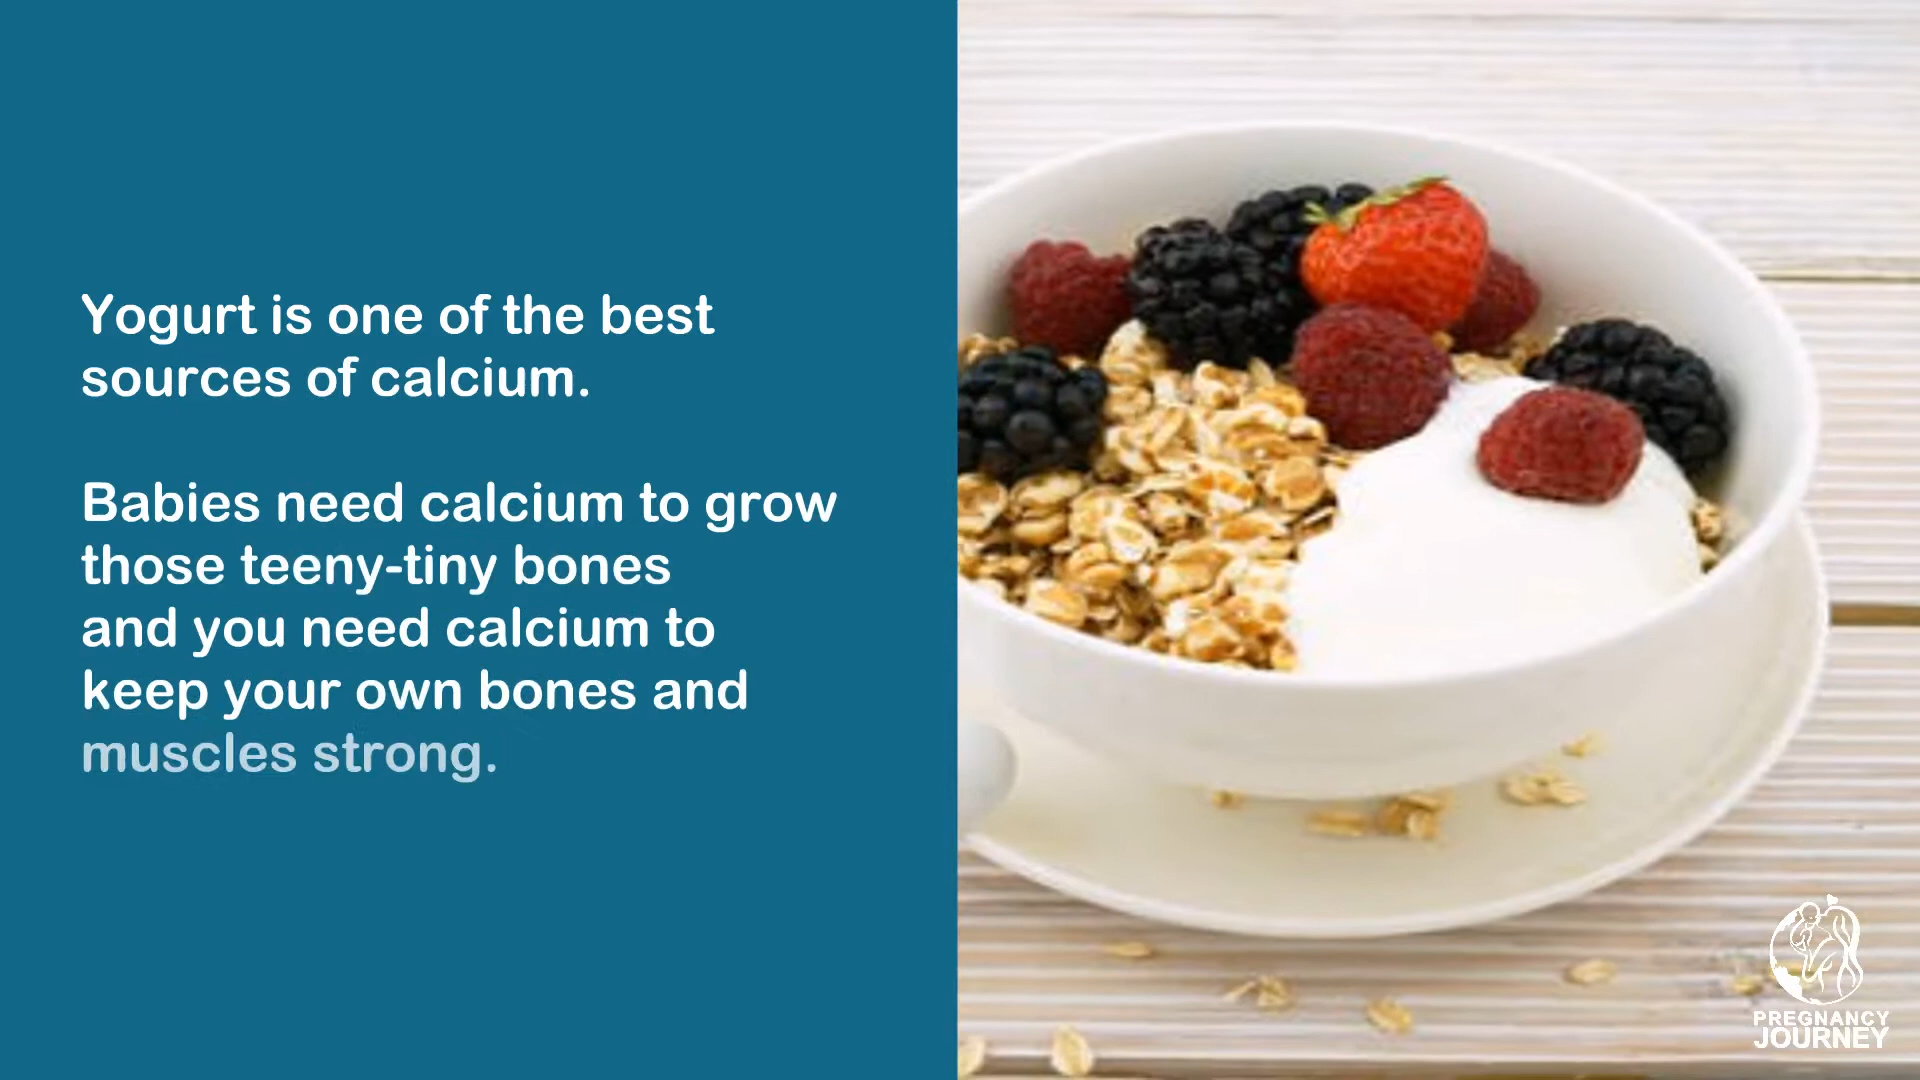 Yogurt is one of the best
sources of calcium.
Babies need calcium to grow
those teeny-tiny bones
and you need calcium to
keep your own bones and
muscles strong.
PREGNANCY
JOURNEY